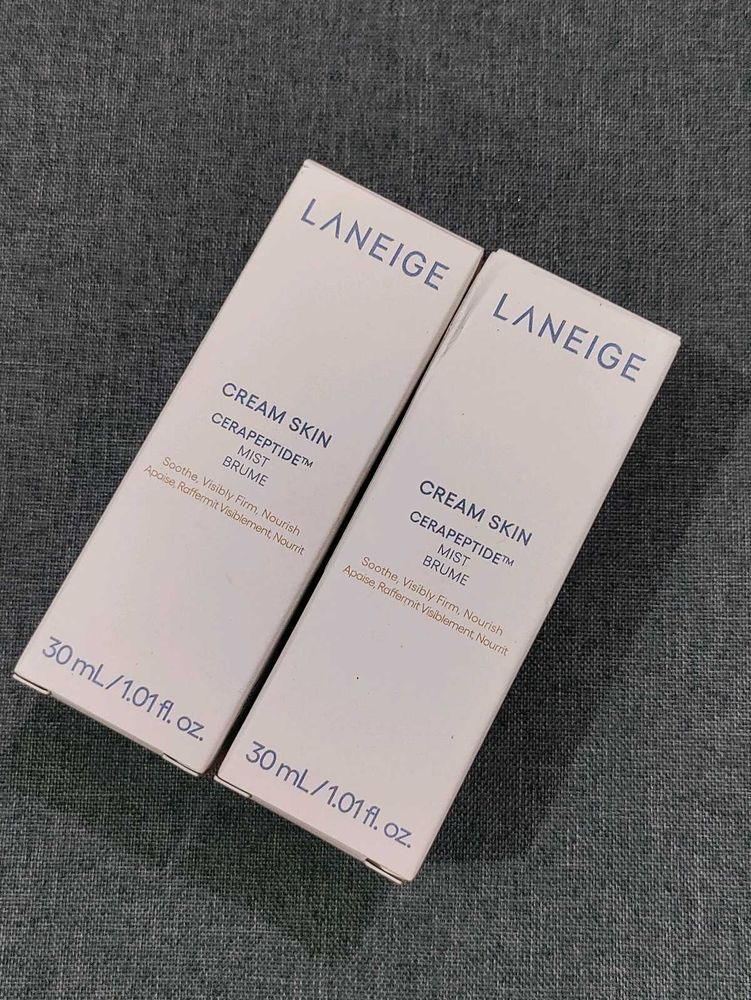 LANEIGE
CREAM SKIN
CERAPEPTIDE™
MIST
BRUME
Soothe, Visibly Firm, Nourish
Apaise, Raffermit Visiblement, Nourrit
30 mL/1.01 fl. oz.
LANEIGE
CREAM SKIN
CERAPEPTIDE™
MIST
BRUME
Soothe, Visibly Firm, Nourish
Apaise, Raffermit Visiblement, Nourrit
30 mL/1.01 fl. oz.